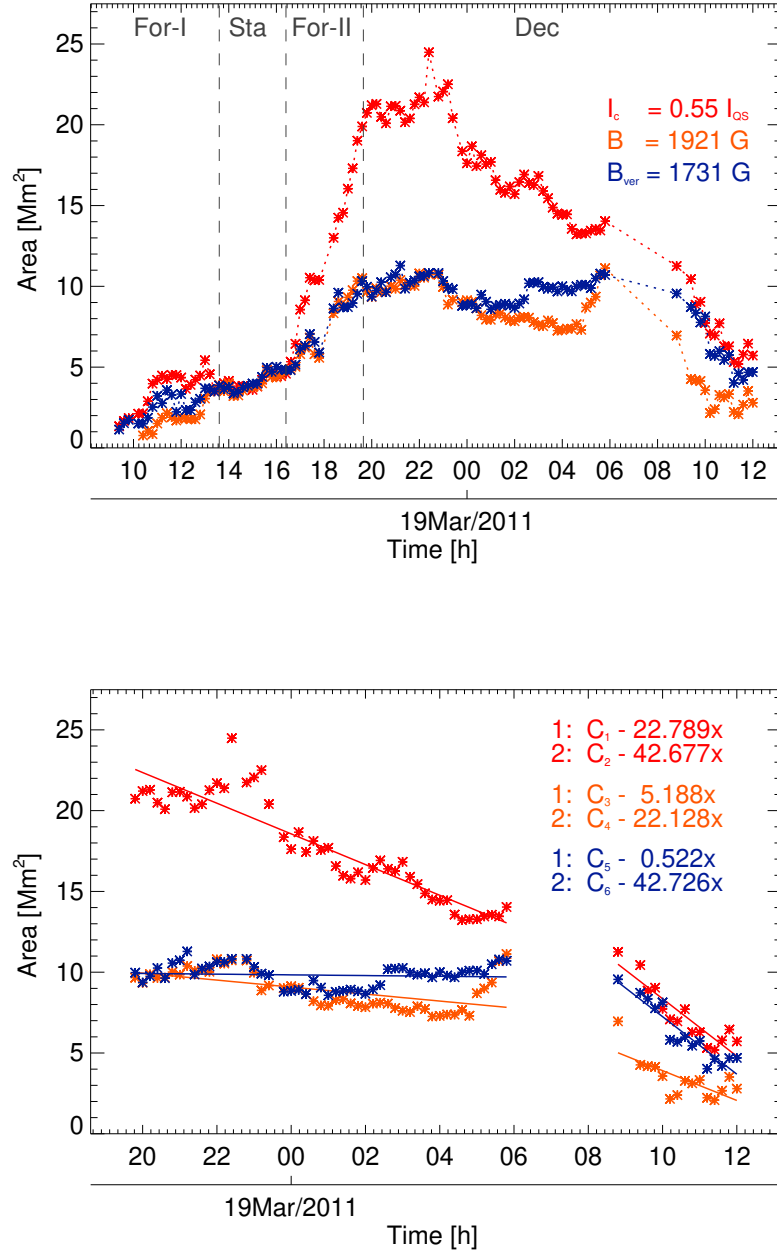 For-I Sta For-II Dec
25
20
15
10
5
0
Area [Mm²]
I_c = 0.55 I_QS
B = 1921 G
B_ver = 1731 G
10 12 14 16 18 20 22 00 02 04 06 08 10 12
19Mar/2011
Time [h]
25
20
15
10
5
0
Area [Mm²]
1: C₁ - 22.789x
2: C₂ - 42.677x
1: C₃ - 5.188x
2: C₄ - 22.128x
1: C₅ - 0.522x
2: C₆ - 42.726x
20 22 00 02 04 06 08 10 12
19Mar/2011
Time [h]